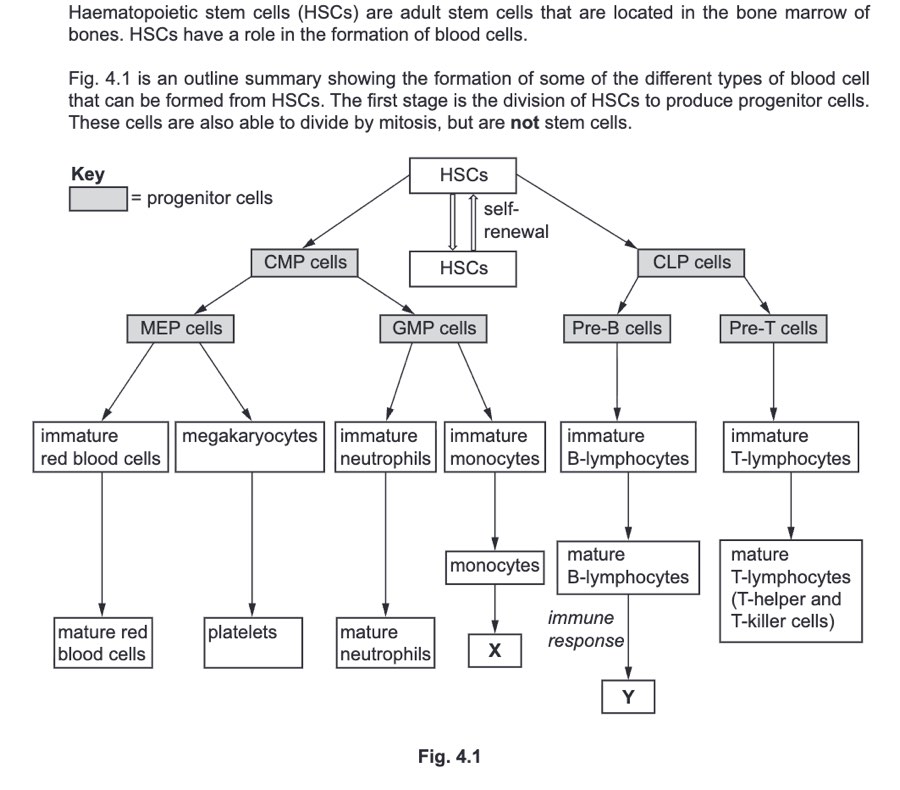 Haematopoietic stem cells (HSCs) are adult stem cells that are located in the bone marrow of
bones. HSCs have a role in the formation of blood cells.
Fig. 4.1 is an outline summary showing the formation of some of the different types of blood cell
that can be formed from HSCs. The first stage is the division of HSCs to produce progenitor cells.
These cells are also able to divide by mitosis, but are not stem cells.
Key
= progenitor cells
HSCs
self-
renewal
HSCs
CMP cells
CLP cells
MEP cells
GMP cells
Pre-B cells
Pre-T cells
immature
red blood cells
megakaryocytes
immature
neutrophils
immature
monocytes
immature
B-lymphocytes
immature
T-lymphocytes
monocytes
mature
B-lymphocytes
mature
T-lymphocytes
(T-helper and
T-killer cells)
mature red
blood cells
platelets
mature
neutrophils
X
immune
response
Y
Fig. 4.1